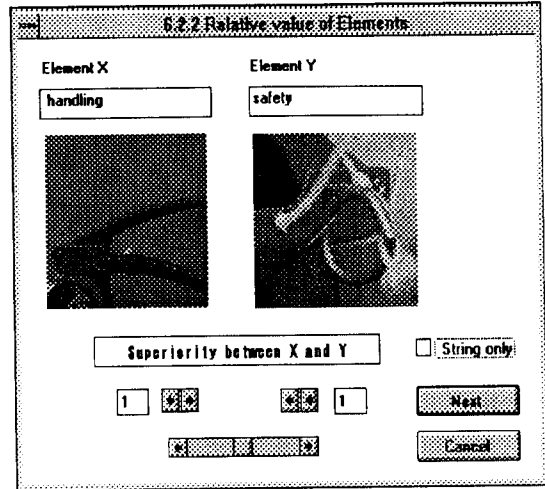 6.2.2 Ralative value of Elements
Element X
Element Y
handling
safety
Superiority between X and Y
String only
1
1
Next
Cancel